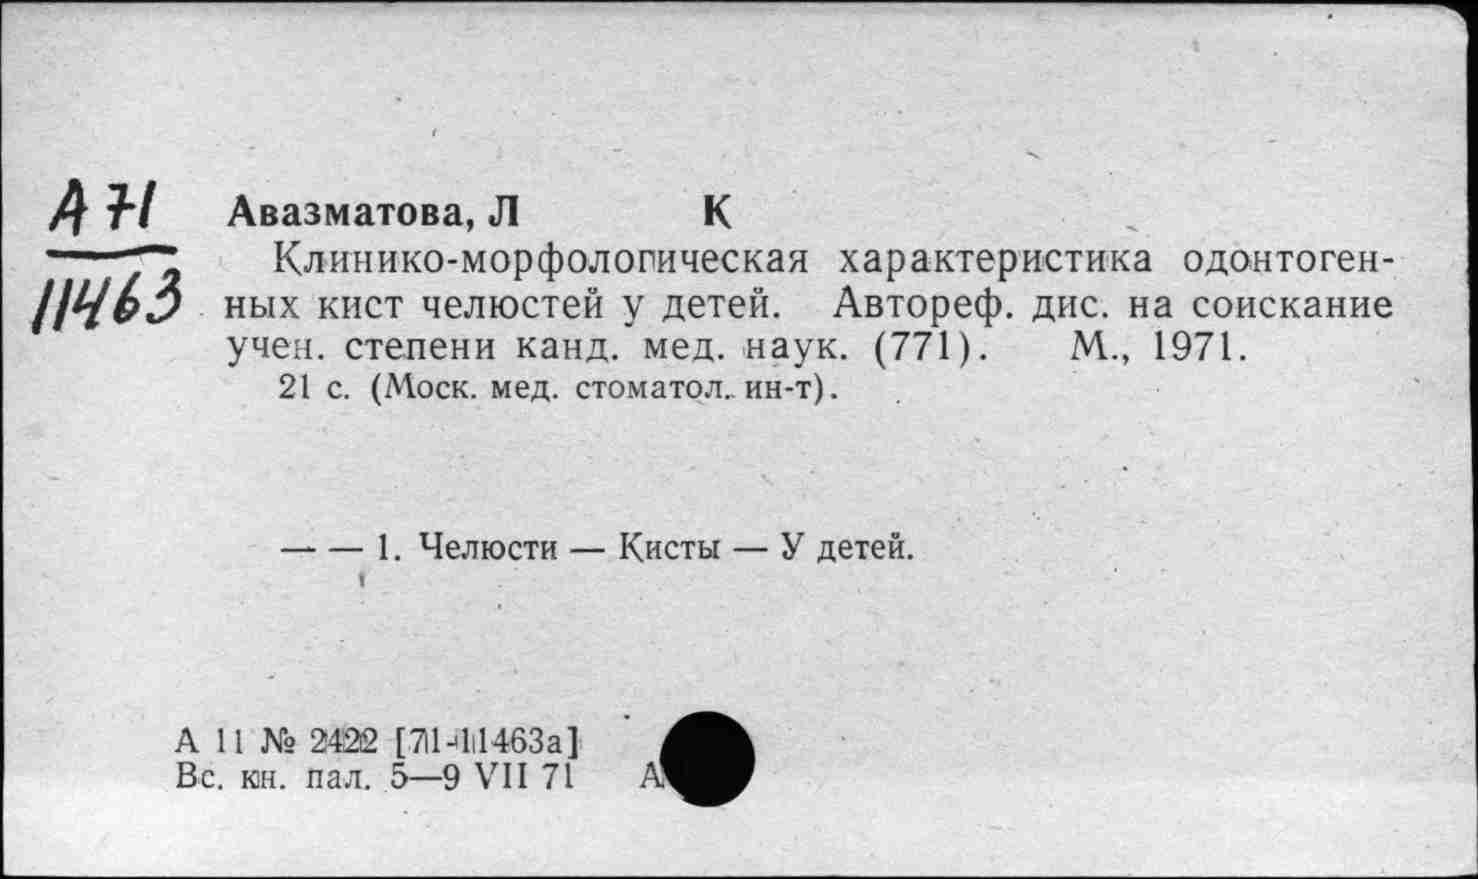 А 71
11463
Авазматова, Л К
Клинико-морфологическая характеристика одонтоген-
ных кист челюстей у детей. Автореф. дис. на соискание
учен. степени канд. мед. наук. (771). М., 1971.
21 с. (Моск. мед. стоматол. ин-т).
— — 1. Челюсти — Кисты — У детей.
А 11 № 2422 [71-11463а]
Вс. кн. пал. 5—9 VII 71 А